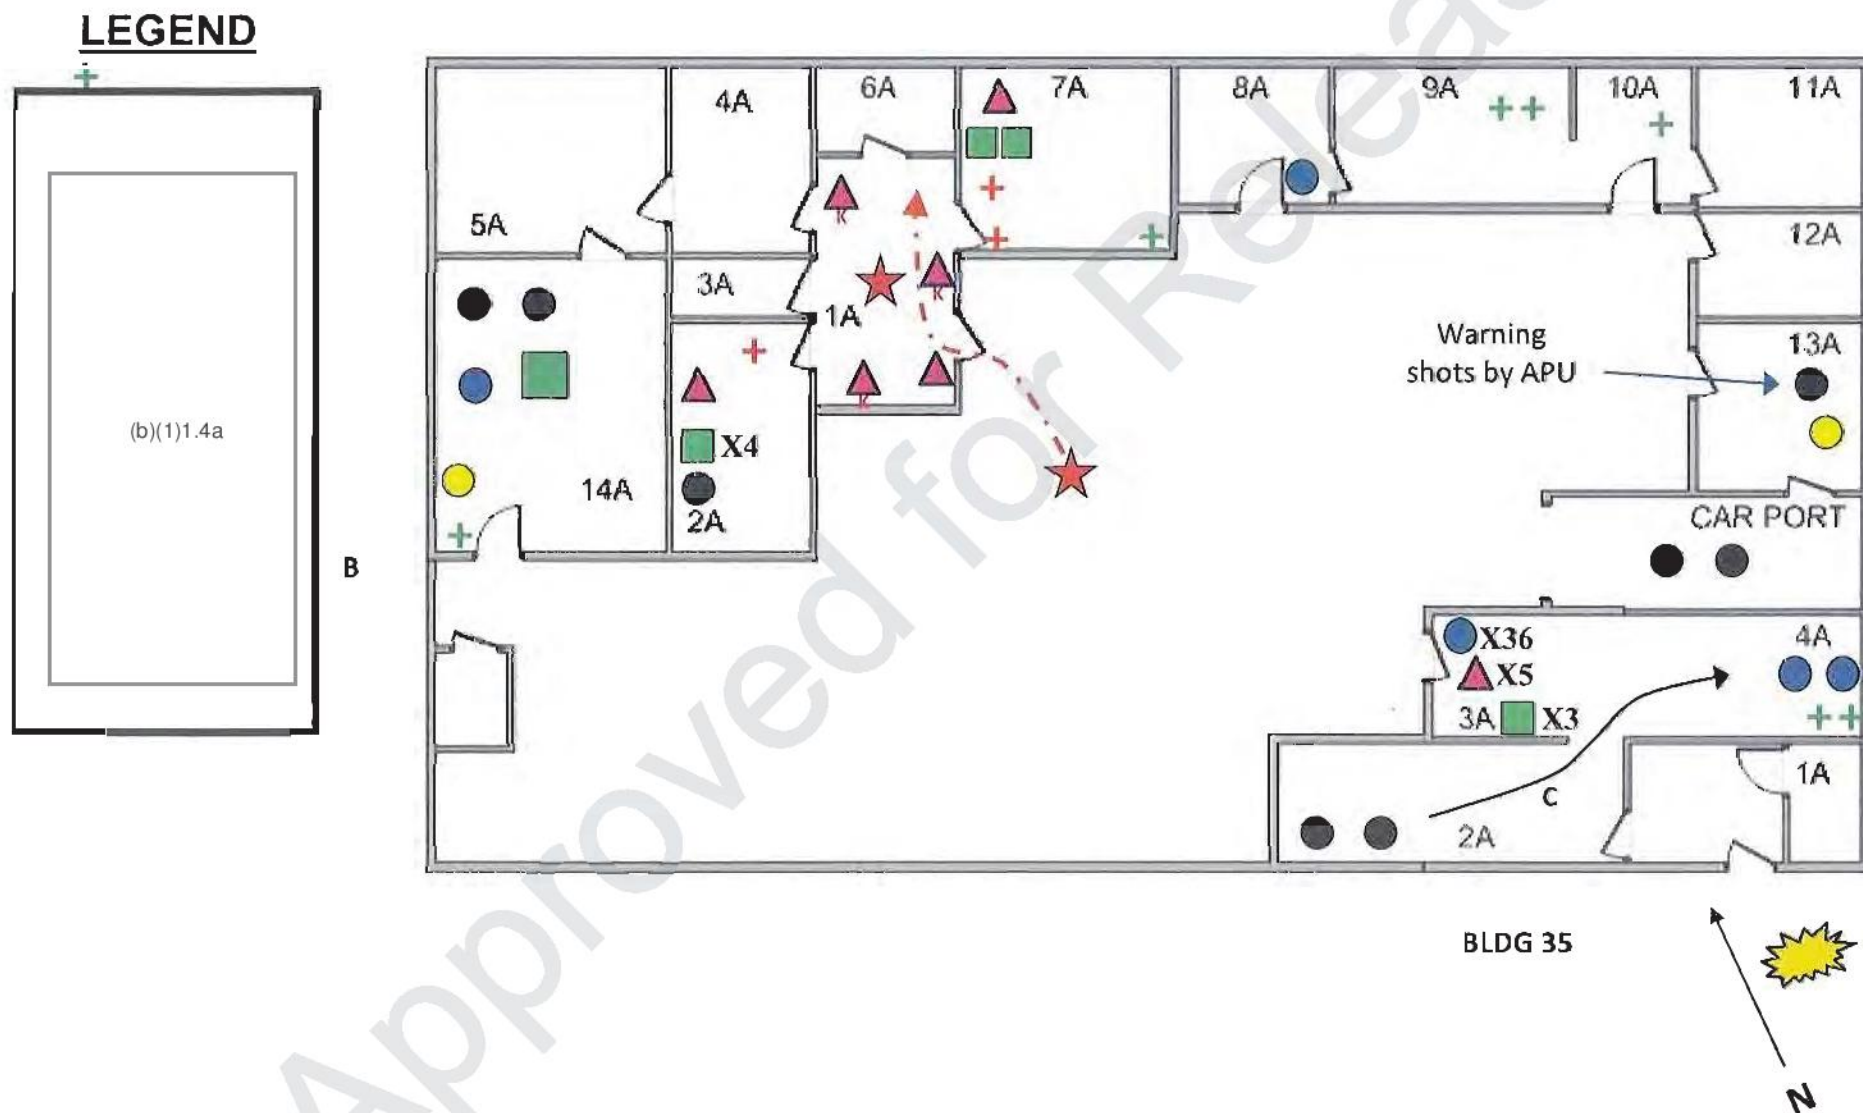 LEGEND
(b)(1)1.4a
B
4A
6A
7A
8A
9A
10A
11A
5A
K
12A
3A
K
1A
Warning
shots by APU
13A
K
X4
14A
2A
CAR PORT
X36
4A
X5
3A
X3
1A
C
2A
BLDG 35
N
Approved for Release